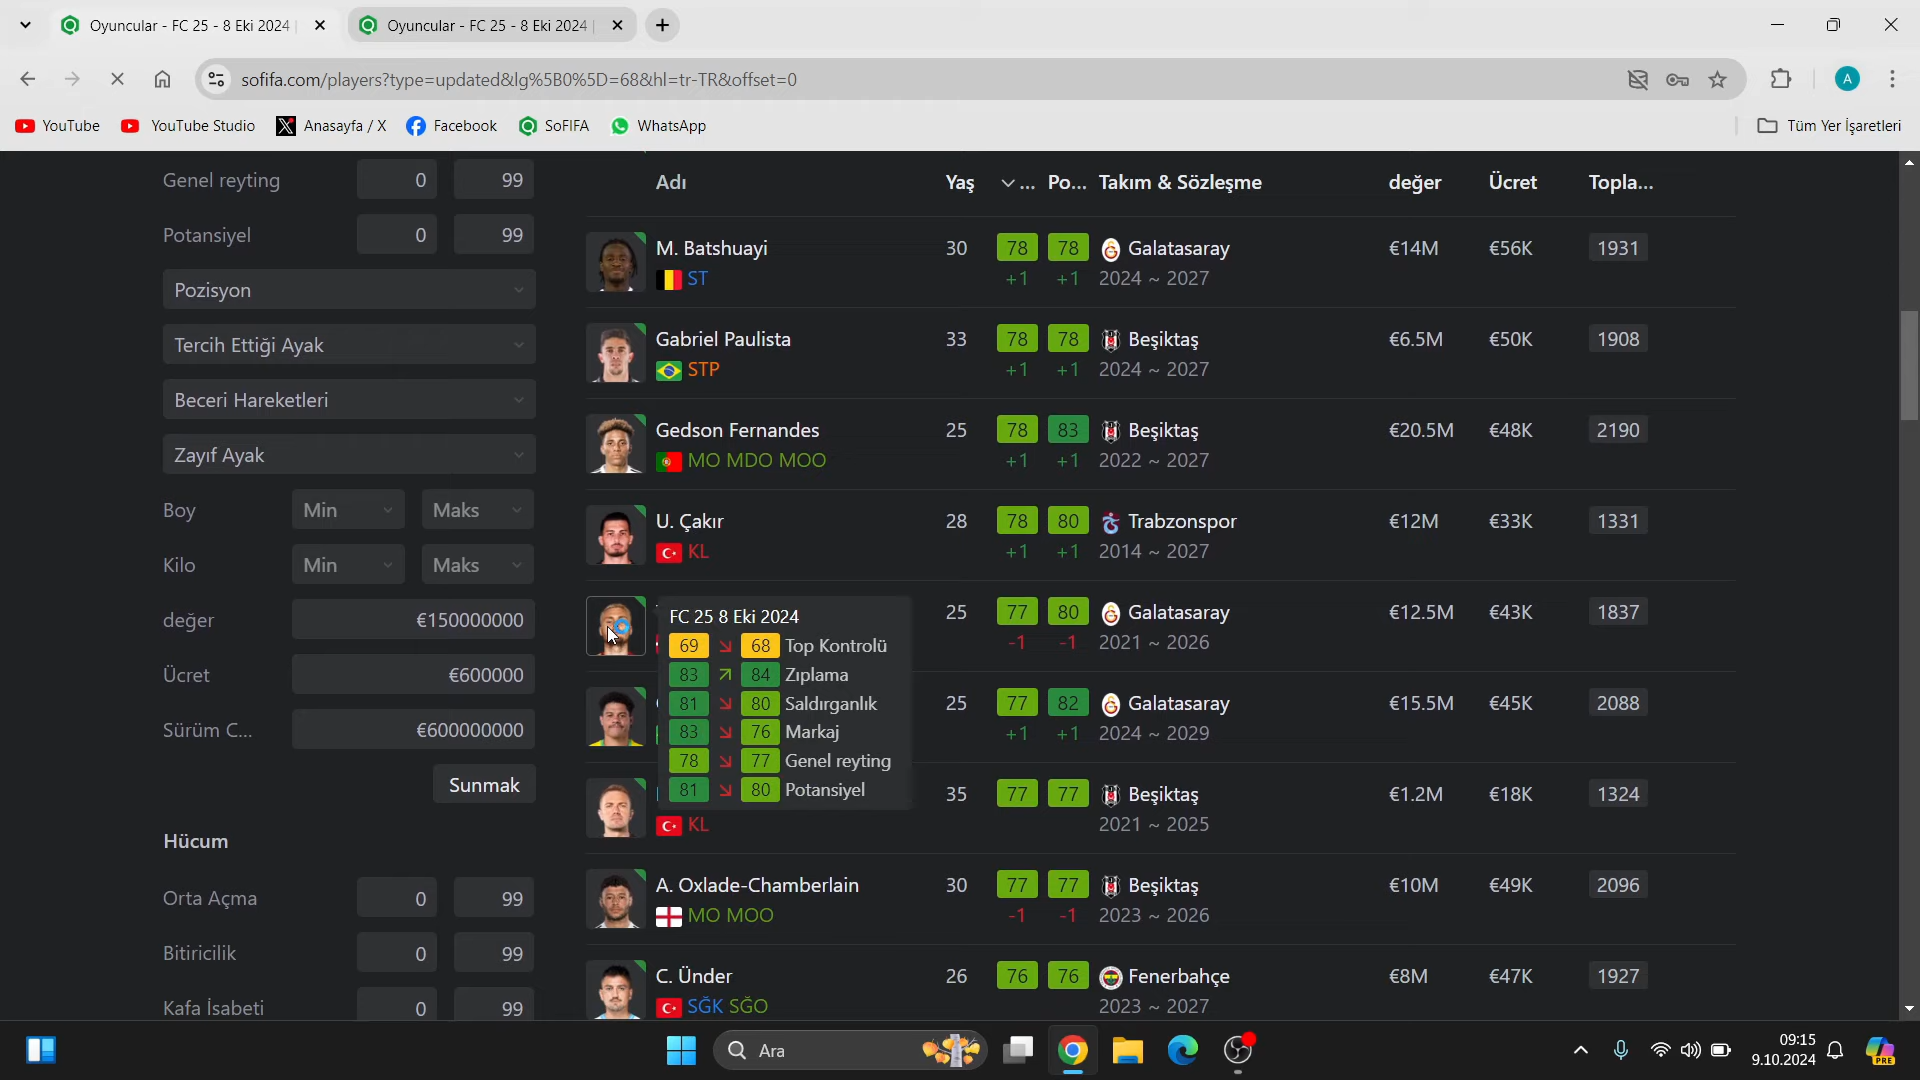 Oyuncular - FC 25 - 8 Eki 2024
Oyuncular - FC 25 - 8 Eki 2024
sofifa.com/players?type=updated&lg%5B0%5D=68&hl=tr-TR&offset=0
A
YouTube
YouTube Studio
Anasayfa / X
Facebook
SoFIFA
WhatsApp
Tüm Yer İşaretleri
Genel reyting 0 99
Potansiyel 0 99
Pozisyon
Tercih Ettiği Ayak
Beceri Hareketleri
Zayıf Ayak
Boy Min Maks
Kilo Min Maks
değer €150000000
Ücret €600000
Sürüm C... €600000000
Sunmak
Hücum
Orta Açma 0 99
Bitiricilik 0 99
Kafa İsabeti 0 99
Adı Yaş ... Po... Takım & Sözleşme değer Ücret Topla...
M. Batshuayi 30 78 78 Galatasaray €14M €56K 1931
ST +1 +1 2024 ~ 2027
Gabriel Paulista 33 78 78 Beşiktaş €6.5M €50K 1908
STP +1 +1 2024 ~ 2027
Gedson Fernandes 25 78 83 Beşiktaş €20.5M €48K 2190
MO MDO MOO +1 +1 2022 ~ 2027
U. Çakır 28 78 80 Trabzonspor €12M €33K 1331
KL +1 +1 2014 ~ 2027
25 77 80 Galatasaray €12.5M €43K 1837
-1 -1 2021 ~ 2026
25 77 82 Galatasaray €15.5M €45K 2088
+1 +1 2024 ~ 2029
35 77 77 Beşiktaş €1.2M €18K 1324
KL 2021 ~ 2025
A. Oxlade-Chamberlain 30 77 77 Beşiktaş €10M €49K 2096
MO MOO -1 -1 2023 ~ 2026
C. Ünder 26 76 76 Fenerbahçe €8M €47K 1927
SĞK SĞO 2023 ~ 2027
FC 25 8 Eki 2024
69 68 Top Kontrolü
83 84 Zıplama
81 80 Saldırganlık
83 76 Markaj
78 77 Genel reyting
81 80 Potansiyel
Ara
PRE
09:15
9.10.2024